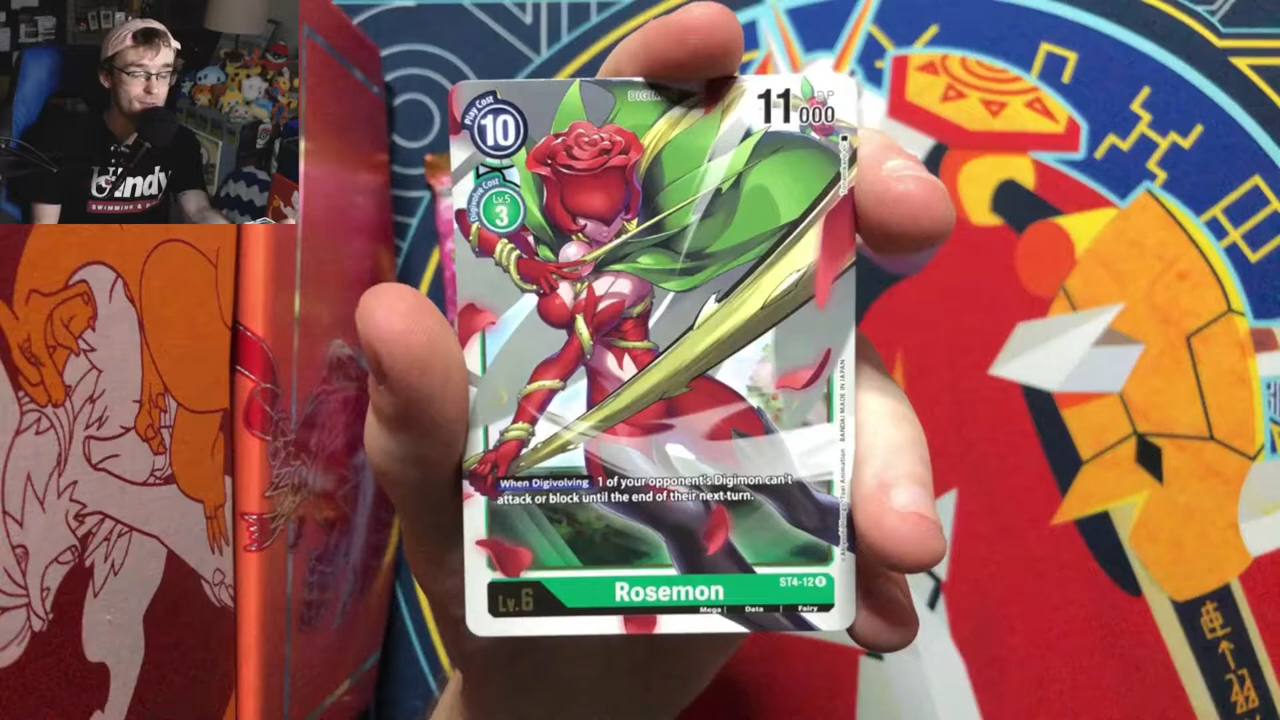 DIGIM
Play Cost
10
11000
DP
Digivolve Cost
Lv.5
3
When Digivolving 1 of your opponent's Digimon can't
attack or block until the end of their next turn.
BANDAI MADE IN JAPAN
ST4-12 R
Rosemon
Lv.6
Mega | Data | Fairy
SWIMMING &